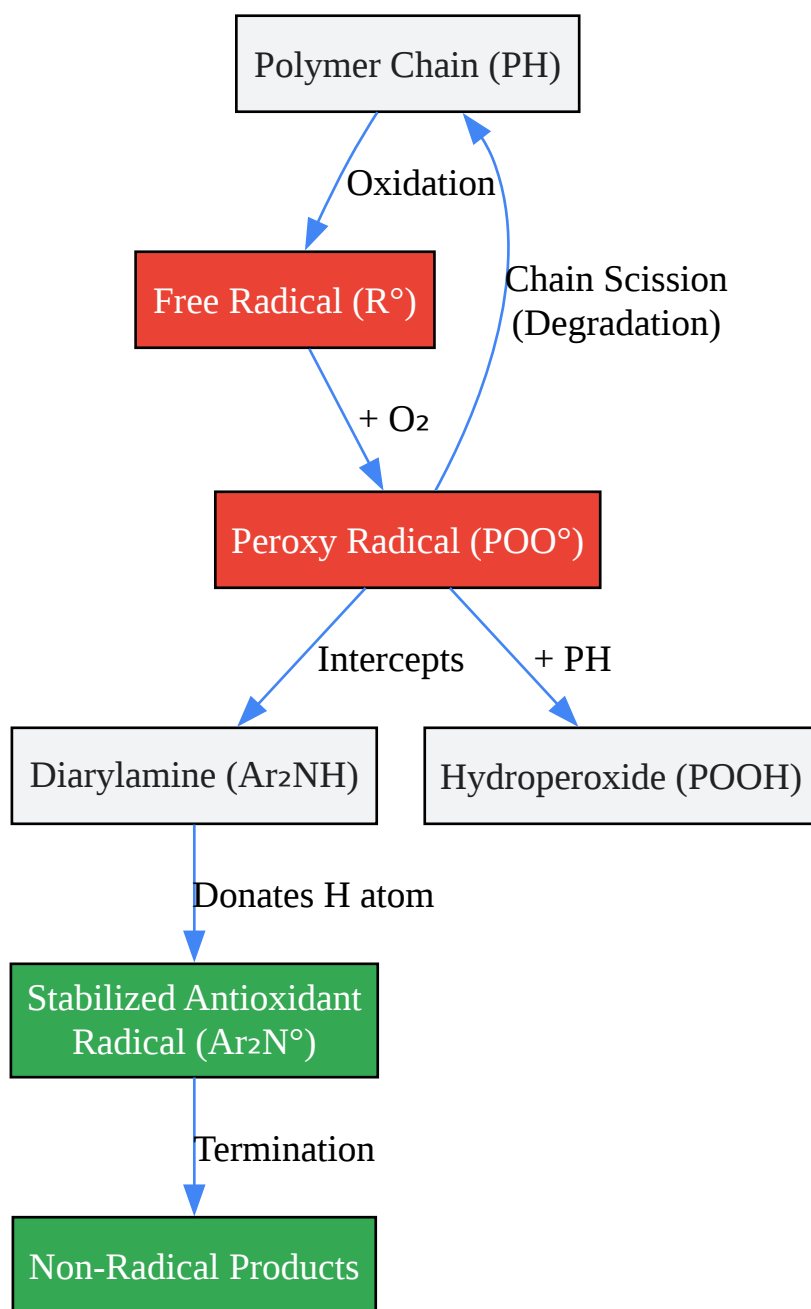 Polymer Chain (PH)
Oxidation
Free Radical (R°)
Chain Scission
(Degradation)
+ O₂
Peroxy Radical (POO°)
Intercepts
+ PH
Diarylamine (Ar₂NH)
Hydroperoxide (POOH)
Donates H atom
Stabilized Antioxidant
Radical (Ar₂N°)
Termination
Non-Radical Products